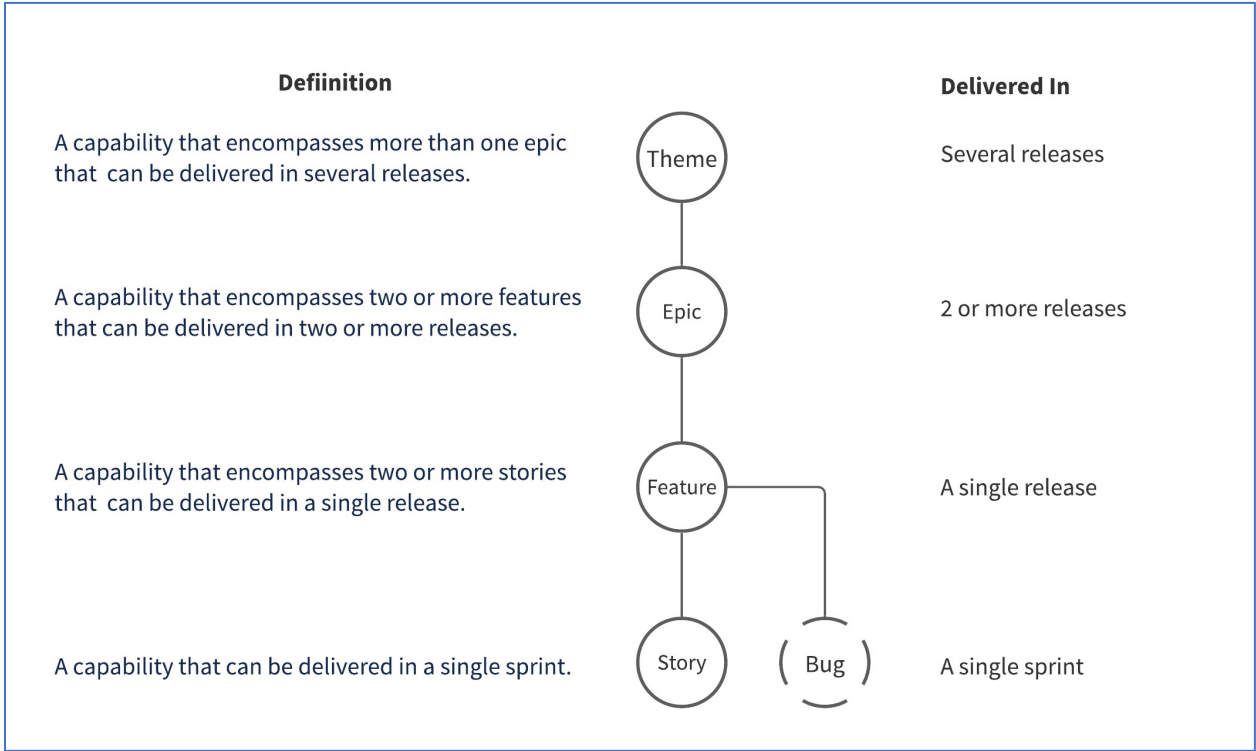 Defiinition
Delivered In
A capability that encompasses more than one epic
that  can be delivered in several releases.
Theme
Several releases
A capability that encompasses two or more features
that can be delivered in two or more releases.
Epic
2 or more releases
A capability that encompasses two or more stories
that  can be delivered in a single release.
Feature
A single release
A capability that can be delivered in a single sprint.
Story
Bug
A single sprint